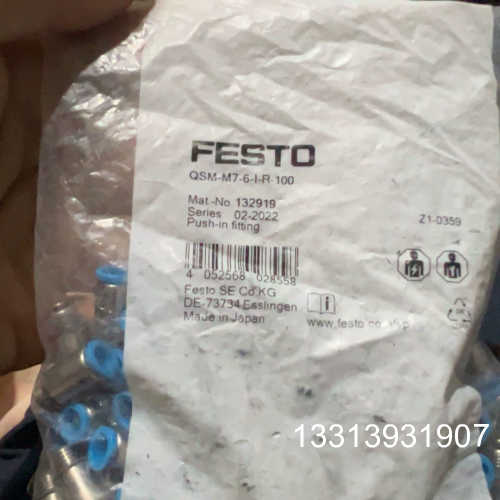 FESTO
QSM-M7-6-I-R-100
Mat.-No. 132919
Series 02-2022
Push-in fitting
Z1-0359
4 052568 028558
Festo SE Co KG
DE-73734 Esslingen
Made in Japan
www.festo.co
13313931907